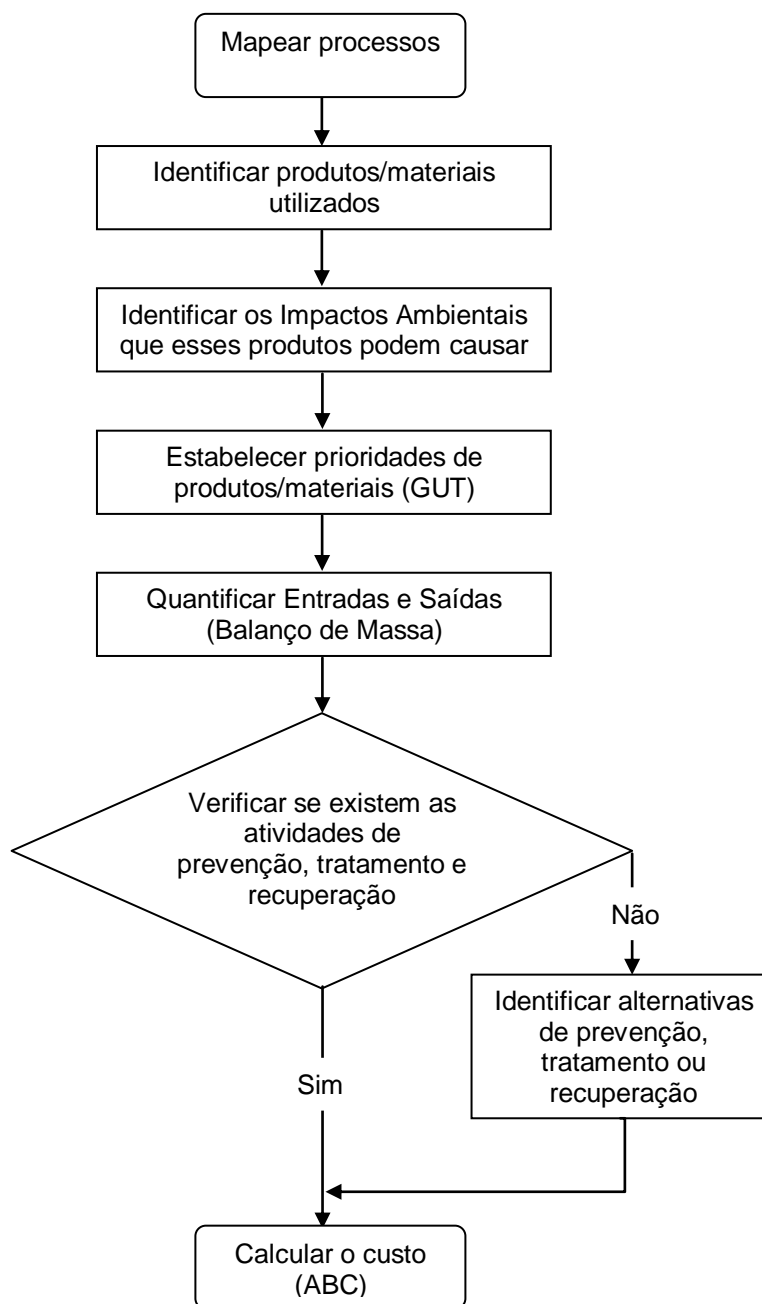 Mapear processos
Identificar produtos/materiais
utilizados
Identificar os Impactos Ambientais
que esses produtos podem causar
Estabelecer prioridades de
produtos/materiais (GUT)
Quantificar Entradas e Saídas
(Balanço de Massa)
Verificar se existem as
atividades de
prevenção, tratamento e
recuperação
Não
Identificar alternativas
de prevenção,
tratamento ou
recuperação
Sim
Calcular o custo
(ABC)